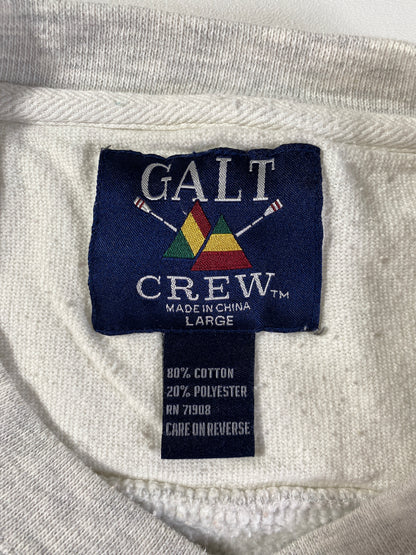 GALT
CREW™
MADE IN CHINA
LARGE
80% COTTON
20% POLYESTER
RN 71908
CARE ON REVERSE